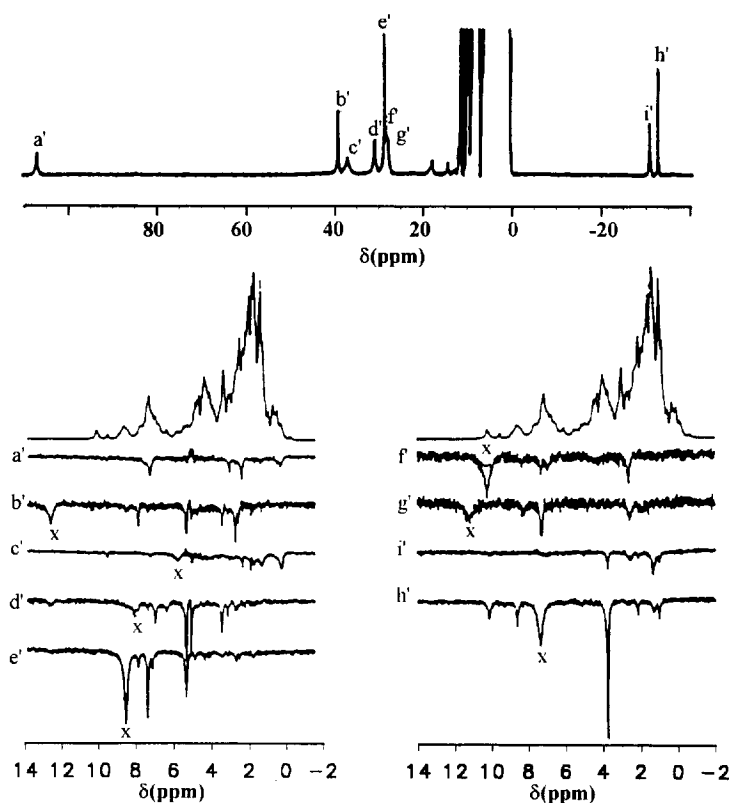 a'
b'
c'
d'
e'
f'
g'
i'
h'
80
60
40
20
0
-20
δ(ppm)
a'
b'
x
c'
x
d'
x
e'
x
14 12 10 8 6 4 2 0 -2
δ(ppm)
x
f'
g'
x
i'
h'
x
14 12 10 8 6 4 2 0 -2
δ(ppm)